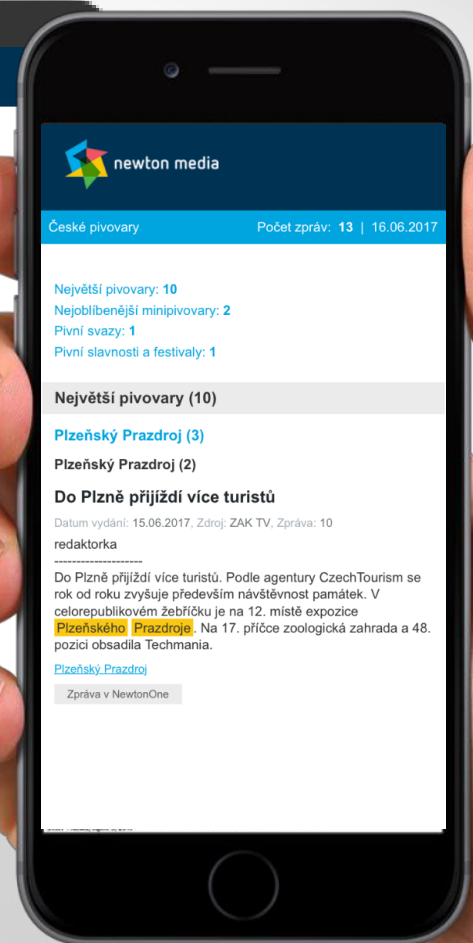 newton media
České pivovary Počet zpráv: 13 | 16.06.2017
Největší pivovary: 10
Nejoblíbenější minipivovary: 2
Pivní svazy: 1
Pivní slavnosti a festivaly: 1
Největší pivovary (10)
Plzeňský Prazdroj (3)
Plzeňský Prazdroj (2)
Do Plzně přijíždí více turistů
Datum vydání: 15.06.2017, Zdroj: ZAK TV, Zpráva: 10
redaktorka
--------------------
Do Plzně přijíždí více turistů. Podle agentury CzechTourism se
rok od roku zvyšuje především návštěvnost památek. V
celorepublikovém žebříčku je na 12. místě expozice
Plzeňského Prazdroje. Na 17. příčce zoologická zahrada a 48.
pozici obsadila Techmania.
Plzeňský Prazdroj
Zpráva v NewtonOne